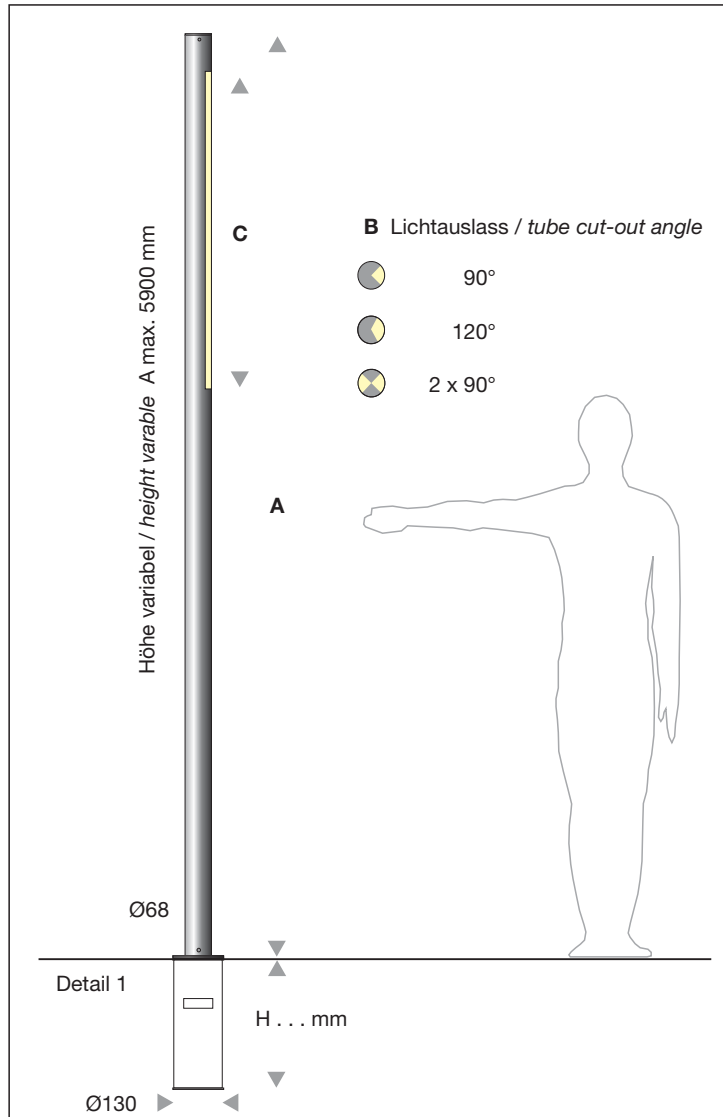 C
B Lichtauslass / tube cut-out angle
90°
120°
2 x 90°
Höhe variabel / height varable A max. 5900 mm
A
Ø68
Detail 1
H . . . mm
Ø130